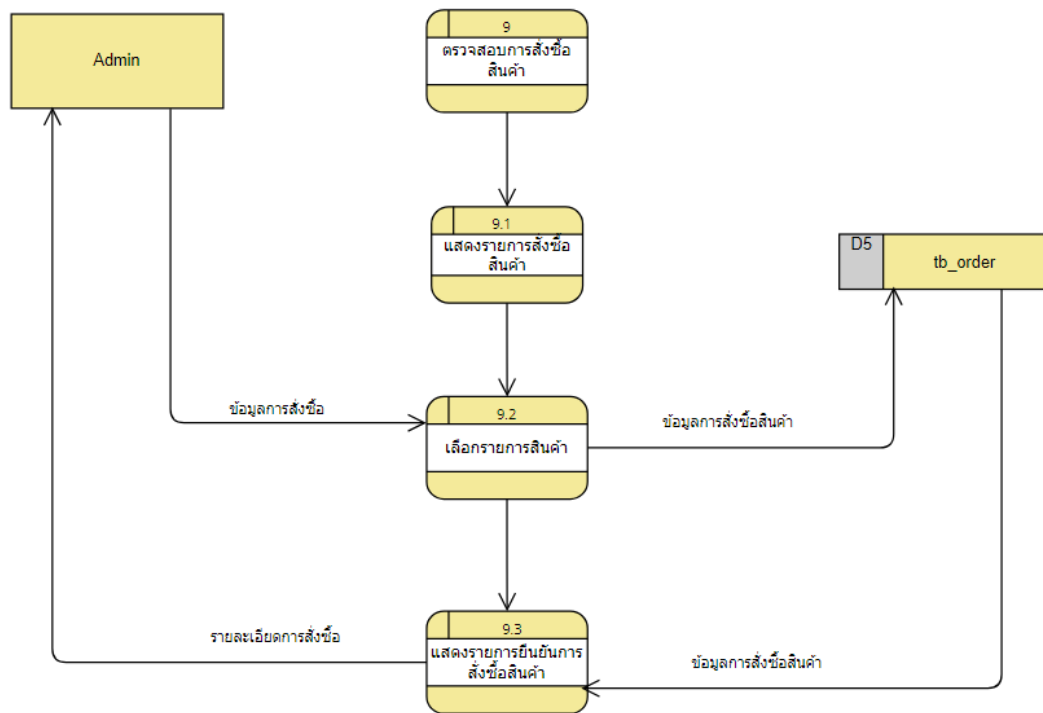 Admin
9
ตรวจสอบการสั่งซื้อ
สินค้า
9.1
แสดงรายการสั่งซื้อ
สินค้า
D5
tb_order
ข้อมูลการสั่งซื้อ
9.2
เลือกรายการสินค้า
ข้อมูลการสั่งซื้อสินค้า
รายละเอียดการสั่งซื้อ
9.3
แสดงรายการยืนยันการ
สั่งซื้อสินค้า
ข้อมูลการสั่งซื้อสินค้า